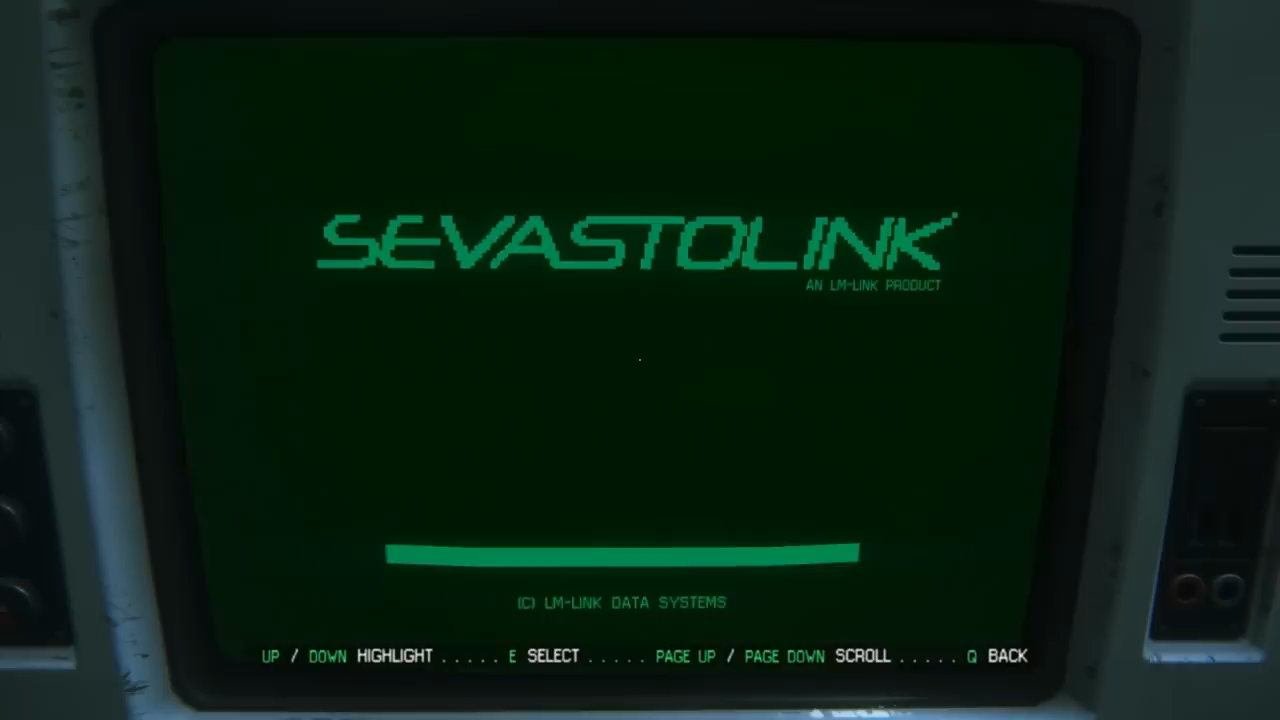 SEVASTOLINK
AN LM-LINK PRODUCT
(C) LM-LINK DATA SYSTEMS
UP / DOWN HIGHLIGHT ..... E SELECT ..... PAGE UP / PAGE DOWN SCROLL ..... Q BACK